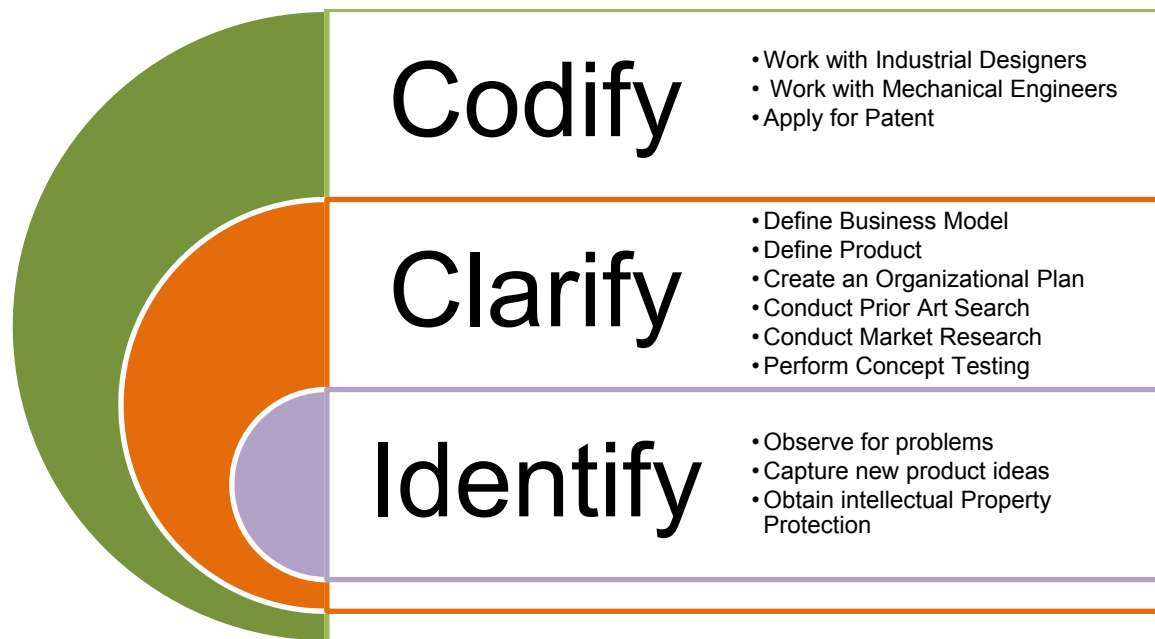 Codify
• Work with Industrial Designers
• Work with Mechanical Engineers
• Apply for Patent
Clarify
• Define Business Model
• Define Product
• Create an Organizational Plan
• Conduct Prior Art Search
• Conduct Market Research
• Perform Concept Testing
Identify
• Observe for problems
• Capture new product ideas
• Obtain intellectual Property
Protection